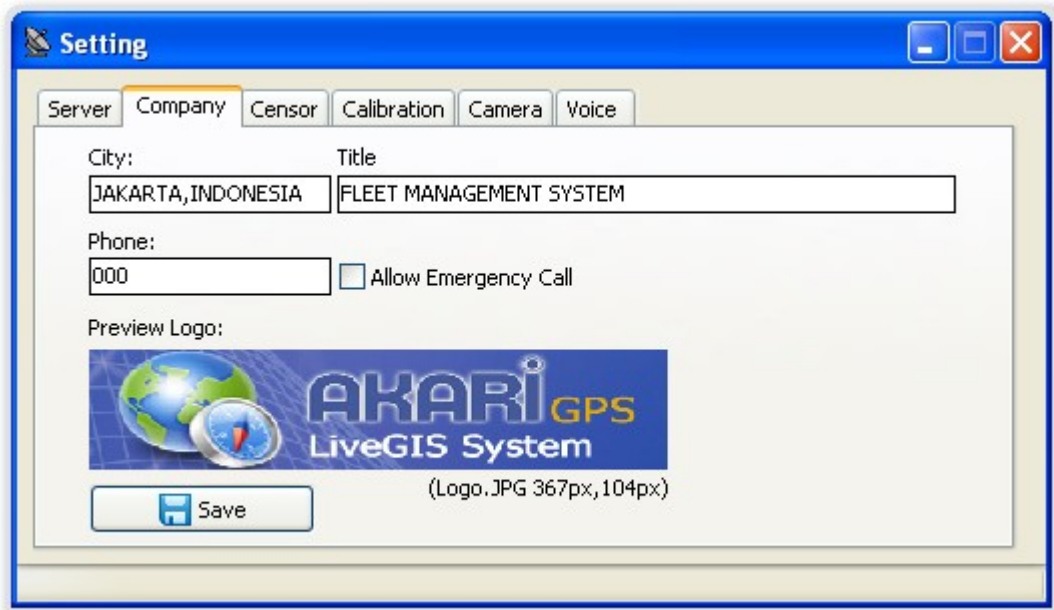 Setting
Server Company Censor Calibration Camera Voice
City: Title
JAKARTA,INDONESIA FLEET MANAGEMENT SYSTEM
Phone:
000 Allow Emergency Call
Preview Logo:
AKARi GPS
LiveGIS System
(Logo.JPG 367px,104px)
Save